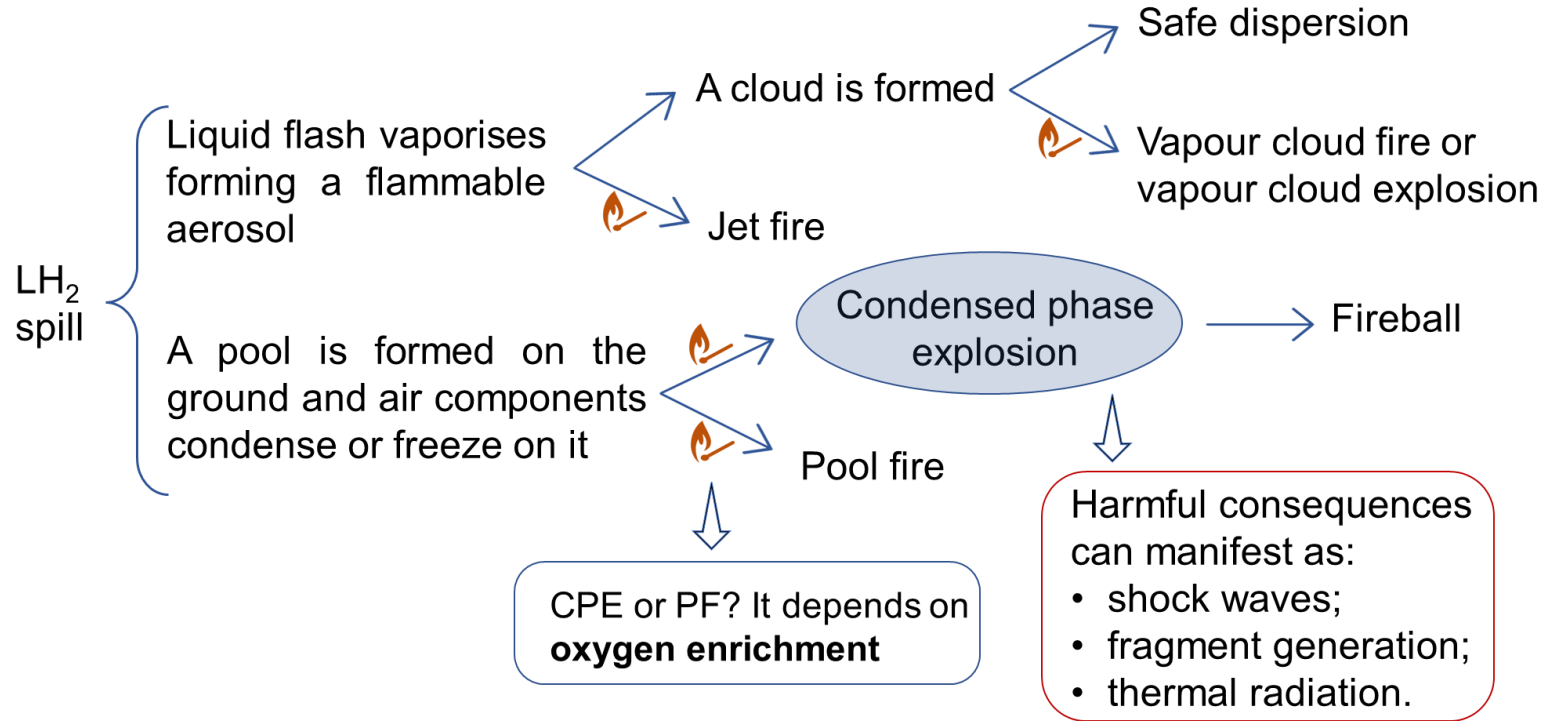 LH₂
spill
Liquid flash vaporises
forming a flammable
aerosol
A cloud is formed
Safe dispersion
Vapour cloud fire or
vapour cloud explosion
Jet fire
A pool is formed on the
ground and air components
condense or freeze on it
Condensed phase
explosion
Fireball
Pool fire
CPE or PF? It depends on
oxygen enrichment
Harmful consequences
can manifest as:
• shock waves;
• fragment generation;
• thermal radiation.